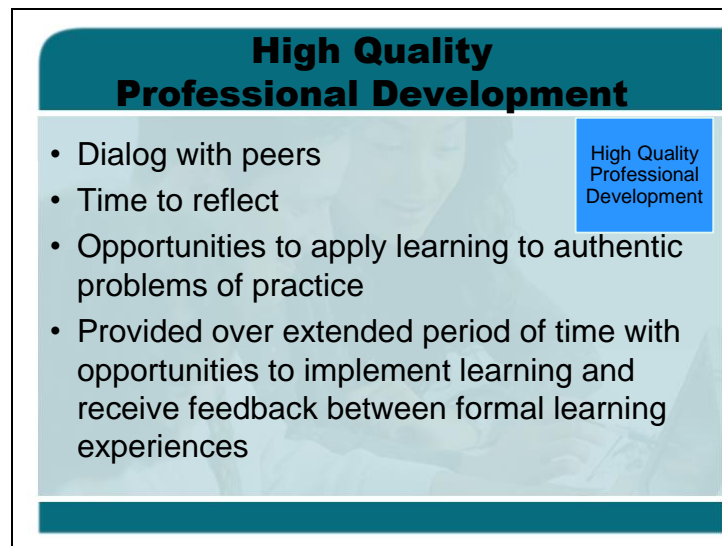 High Quality
Professional Development
• Dialog with peers
• Time to reflect
• Opportunities to apply learning to authentic
problems of practice
• Provided over extended period of time with
opportunities to implement learning and
receive feedback between formal learning
experiences
High Quality
Professional
Development